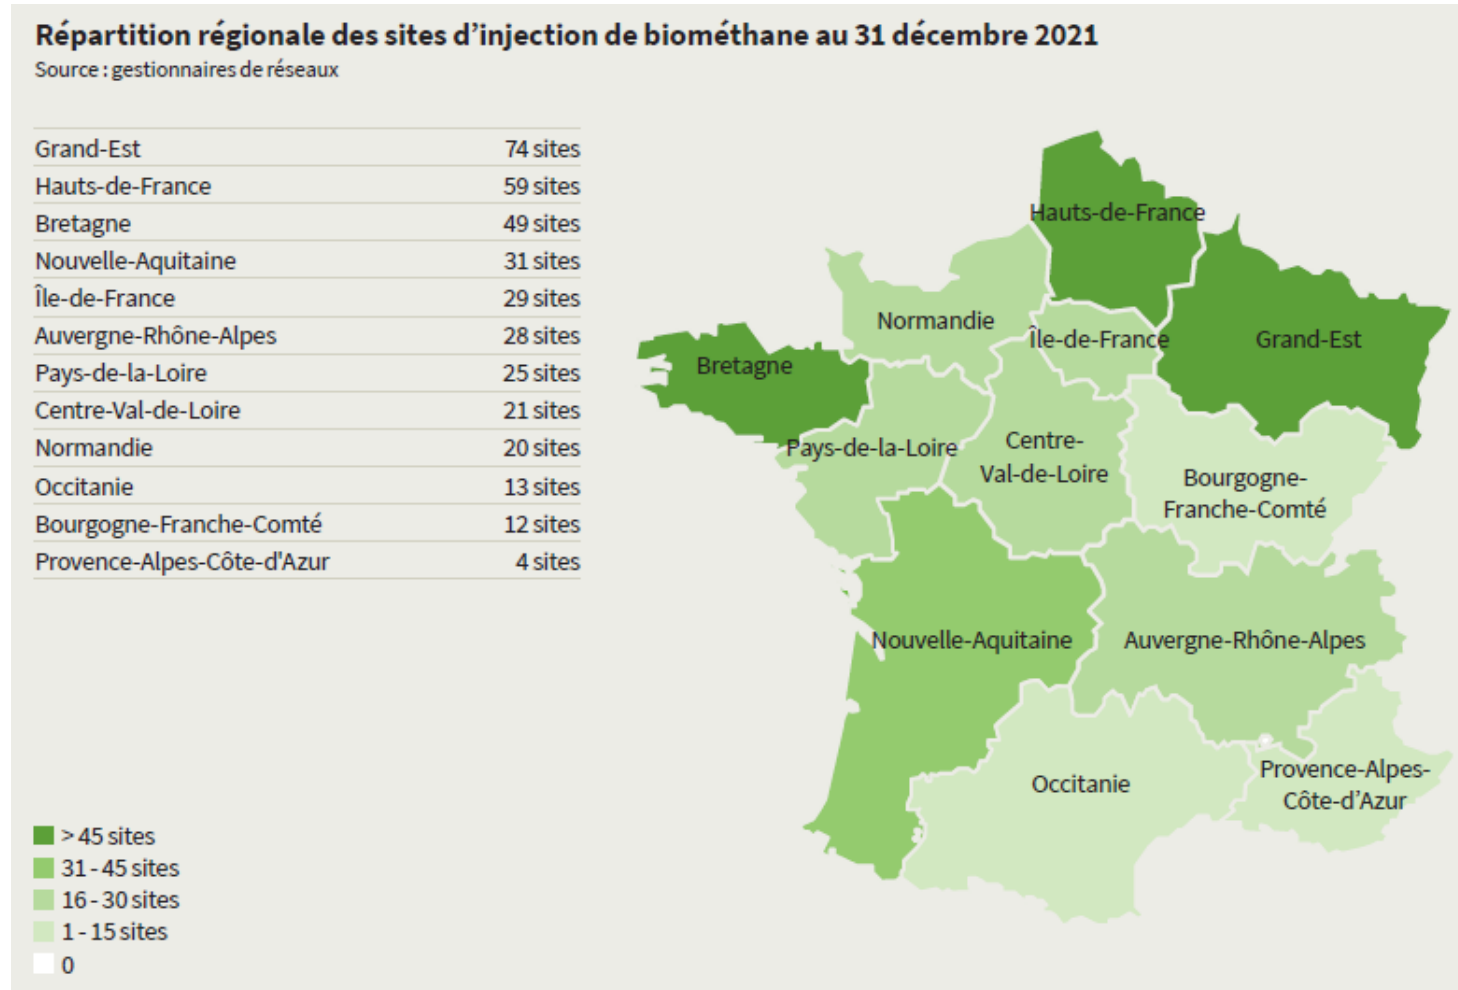 Répartition régionale des sites d’injection de biométhane au 31 décembre 2021
Source : gestionnaires de réseaux
Grand-Est 74 sites
Hauts-de-France 59 sites
Bretagne 49 sites
Nouvelle-Aquitaine 31 sites
Île-de-France 29 sites
Auvergne-Rhône-Alpes 28 sites
Pays-de-la-Loire 25 sites
Centre-Val-de-Loire 21 sites
Normandie 20 sites
Occitanie 13 sites
Bourgogne-Franche-Comté 12 sites
Provence-Alpes-Côte-d'Azur 4 sites
Hauts-de-France
Normandie
Île-de-France
Grand-Est
Bretagne
Pays-de-la-Loire
Centre-
Val-de-Loire
Bourgogne-
Franche-Comté
Nouvelle-Aquitaine
Auvergne-Rhône-Alpes
Occitanie
Provence-Alpes-
Côte-d’Azur
> 45 sites
31 - 45 sites
16 - 30 sites
1 - 15 sites
0